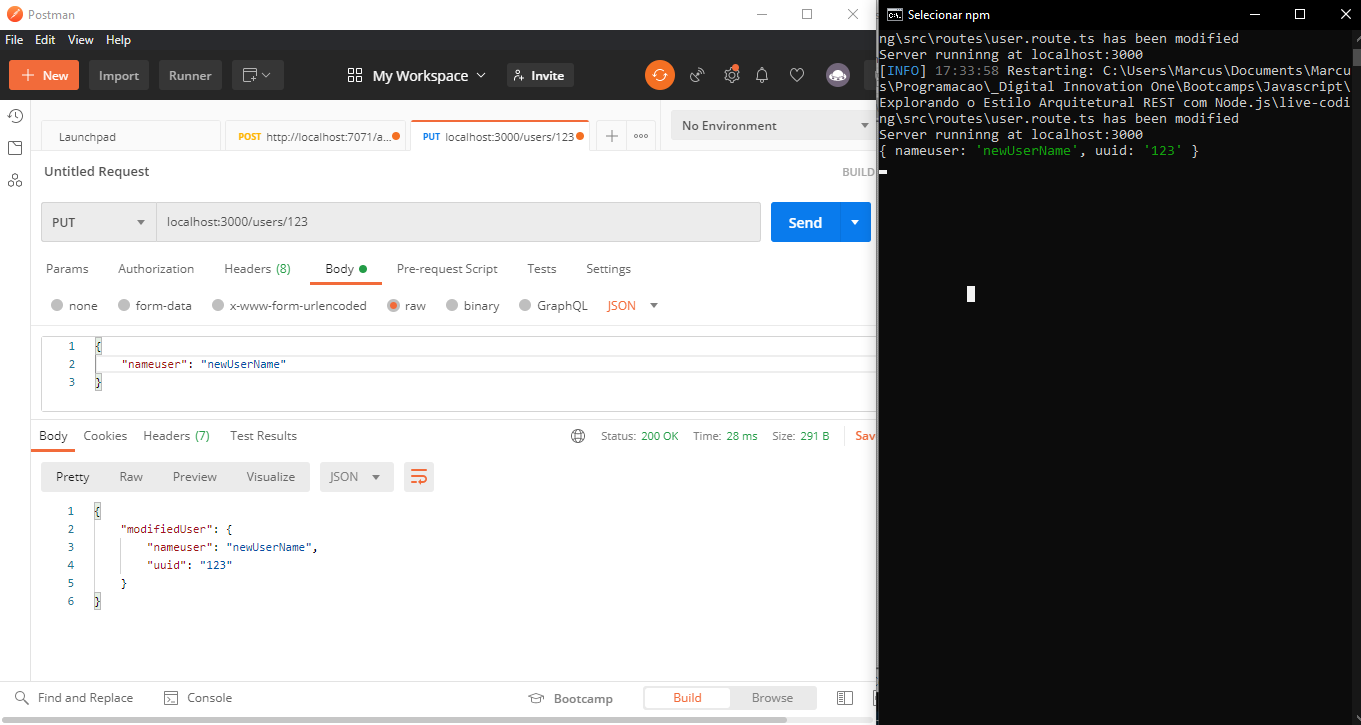 Postman
File Edit View Help
New Import Runner My Workspace Invite
Launchpad POST http://localhost:7071/a... PUT localhost:3000/users/123 No Environment
Untitled Request BUILD
PUT localhost:3000/users/123 Send
Params Authorization Headers (8) Body Pre-request Script Tests Settings
none form-data x-www-form-urlencoded raw binary GraphQL JSON
1 {
2 "nameuser": "newUserName"
3 }
Body Cookies Headers (7) Test Results Status: 200 OK Time: 28 ms Size: 291 B Sav
Pretty Raw Preview Visualize JSON
1 {
2 "modifiedUser": {
3 "nameuser": "newUserName",
4 "uuid": "123"
5 }
6 }
Find and Replace Console Bootcamp Build Browse
Selecionar npm
ng\src\routes\user.route.ts has been modified
Server runninng at localhost:3000
[INFO] 17:33:58 Restarting: C:\Users\Marcus\Documents\Marcu
s\Programacao\_Digital Innovation One\Bootcamps\Javascript\
Explorando o Estilo Arquitetural REST com Node.js\live-codi
ng\src\routes\user.route.ts has been modified
Server runninng at localhost:3000
{ nameuser: 'newUserName', uuid: '123' }